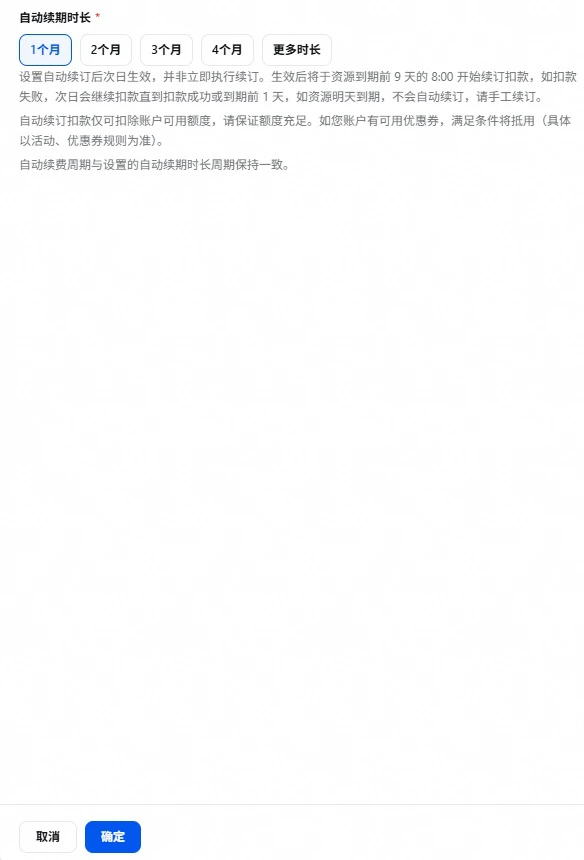 自动续期时长 *
1个月 2个月 3个月 4个月 更多时长
设置自动续订后次日生效，并非立即执行续订。生效后将于资源到期前 9 天的 8:00 开始续订扣款，如扣款
失败，次日会继续扣款直到扣款成功或到期前 1 天，如资源明天到期，不会自动续订，请手工续订。
自动续订扣款仅可扣除账户可用额度，请保证额度充足。如您账户有可用优惠券，满足条件将抵用（具体
以活动、优惠券规则为准）。
自动续费周期与设置的自动续期时长周期保持一致。
取消 确定